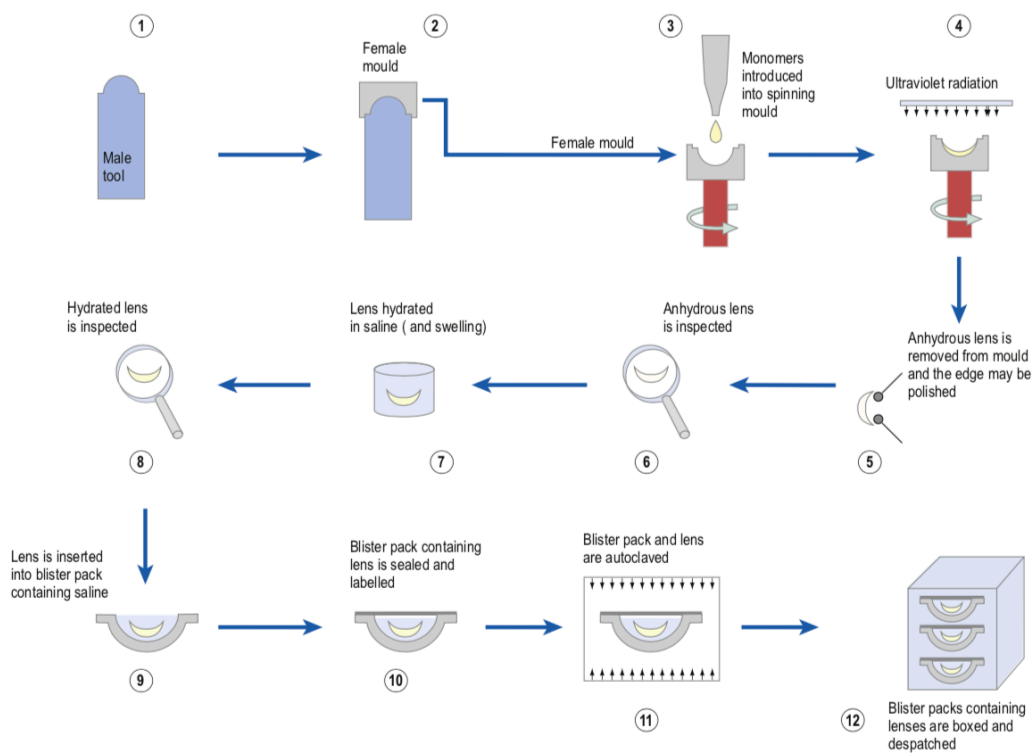 1
2
3
4
Female
mould
Monomers
introduced
into spinning
mould
Ultraviolet radiation
Male
tool
Female mould
Hydrated lens
is inspected
Lens hydrated
in saline ( and swelling)
Anhydrous lens
is inspected
Anhydrous lens is
removed from mould
and the edge may be
polished
8
7
6
5
Lens is inserted
into blister pack
containing saline
Blister pack containing
lens is sealed and
labelled
Blister pack and lens
are autoclaved
9
10
11
12
Blister packs containing
lenses are boxed and
despatched